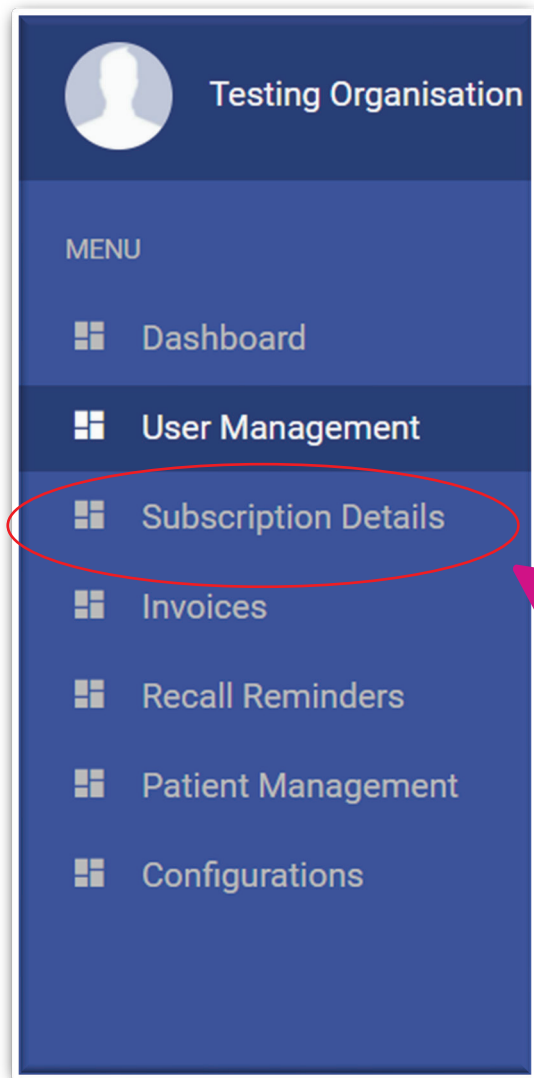 Testing Organisation
MENU
Dashboard
User Management
Subscription Details
Invoices
Recall Reminders
Patient Management
Configurations